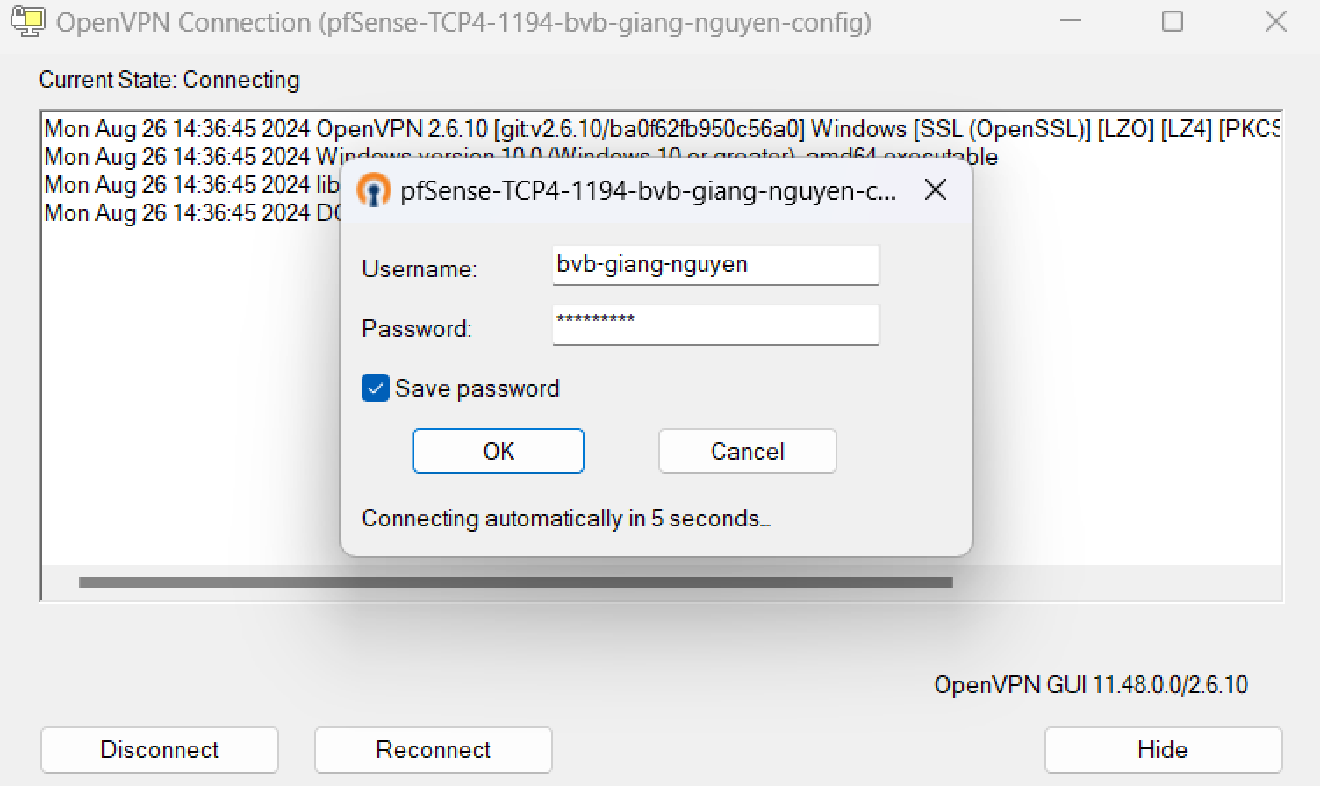 OpenVPN Connection (pfSense-TCP4-1194-bvb-giang-nguyen-config)
Current State: Connecting
Mon Aug 26 14:36:45 2024 OpenVPN 2.6.10 [git:v2.6.10/ba0f62fb950c56a0] Windows [SSL (OpenSSL)] [LZO] [LZ4] [PKCS
Mon Aug 26 14:36:45 2024 Windows version 10.0 (Windows 10 or greater), amd64 executable
Mon Aug 26 14:36:45 2024 lib
Mon Aug 26 14:36:45 2024 DC
pfSense-TCP4-1194-bvb-giang-nguyen-c...
Username: bvb-giang-nguyen
Password: *********
Save password
OK Cancel
Connecting automatically in 5 seconds...
OpenVPN GUI 11.48.0.0/2.6.10
Disconnect Reconnect Hide